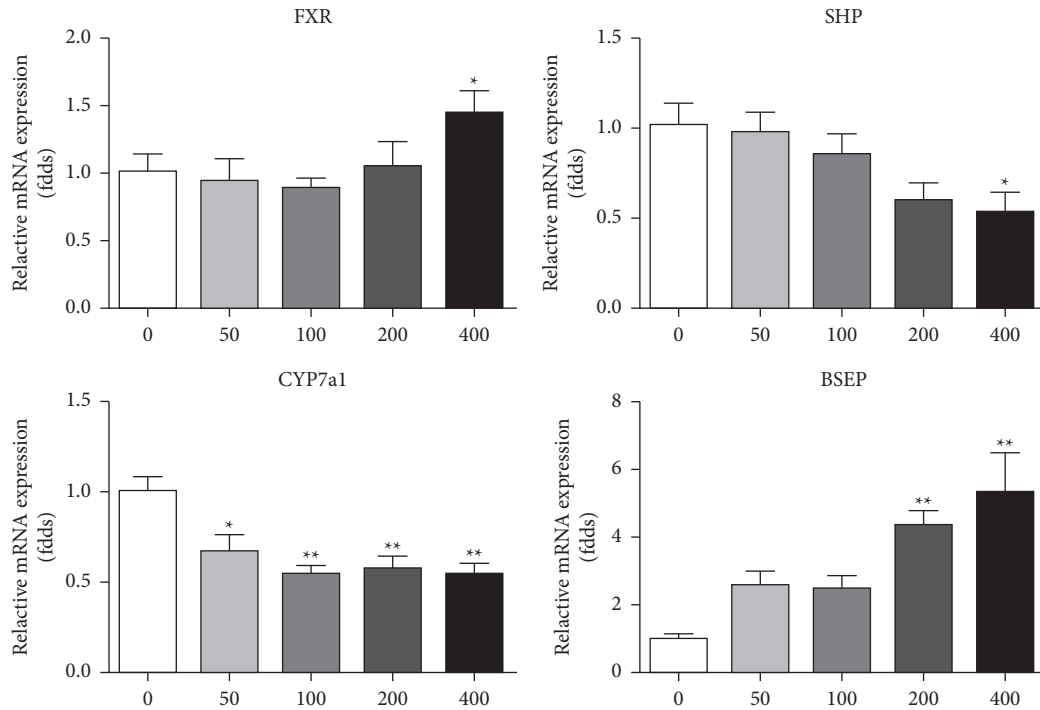 FXR
Relactive mRNA expression
(fdds)
2.0
1.5
1.0
0.5
0.0
*
0 50 100 200 400
SHP
Relactive mRNA expression
(fdds)
1.5
1.0
0.5
0.0
*
0 50 100 200 400
CYP7a1
Relactive mRNA expression
(fdds)
1.5
1.0
0.5
0.0
* ** ** **
0 50 100 200 400
BSEP
Relactive mRNA expression
(fdds)
8
6
4
2
0
** **
0 50 100 200 400